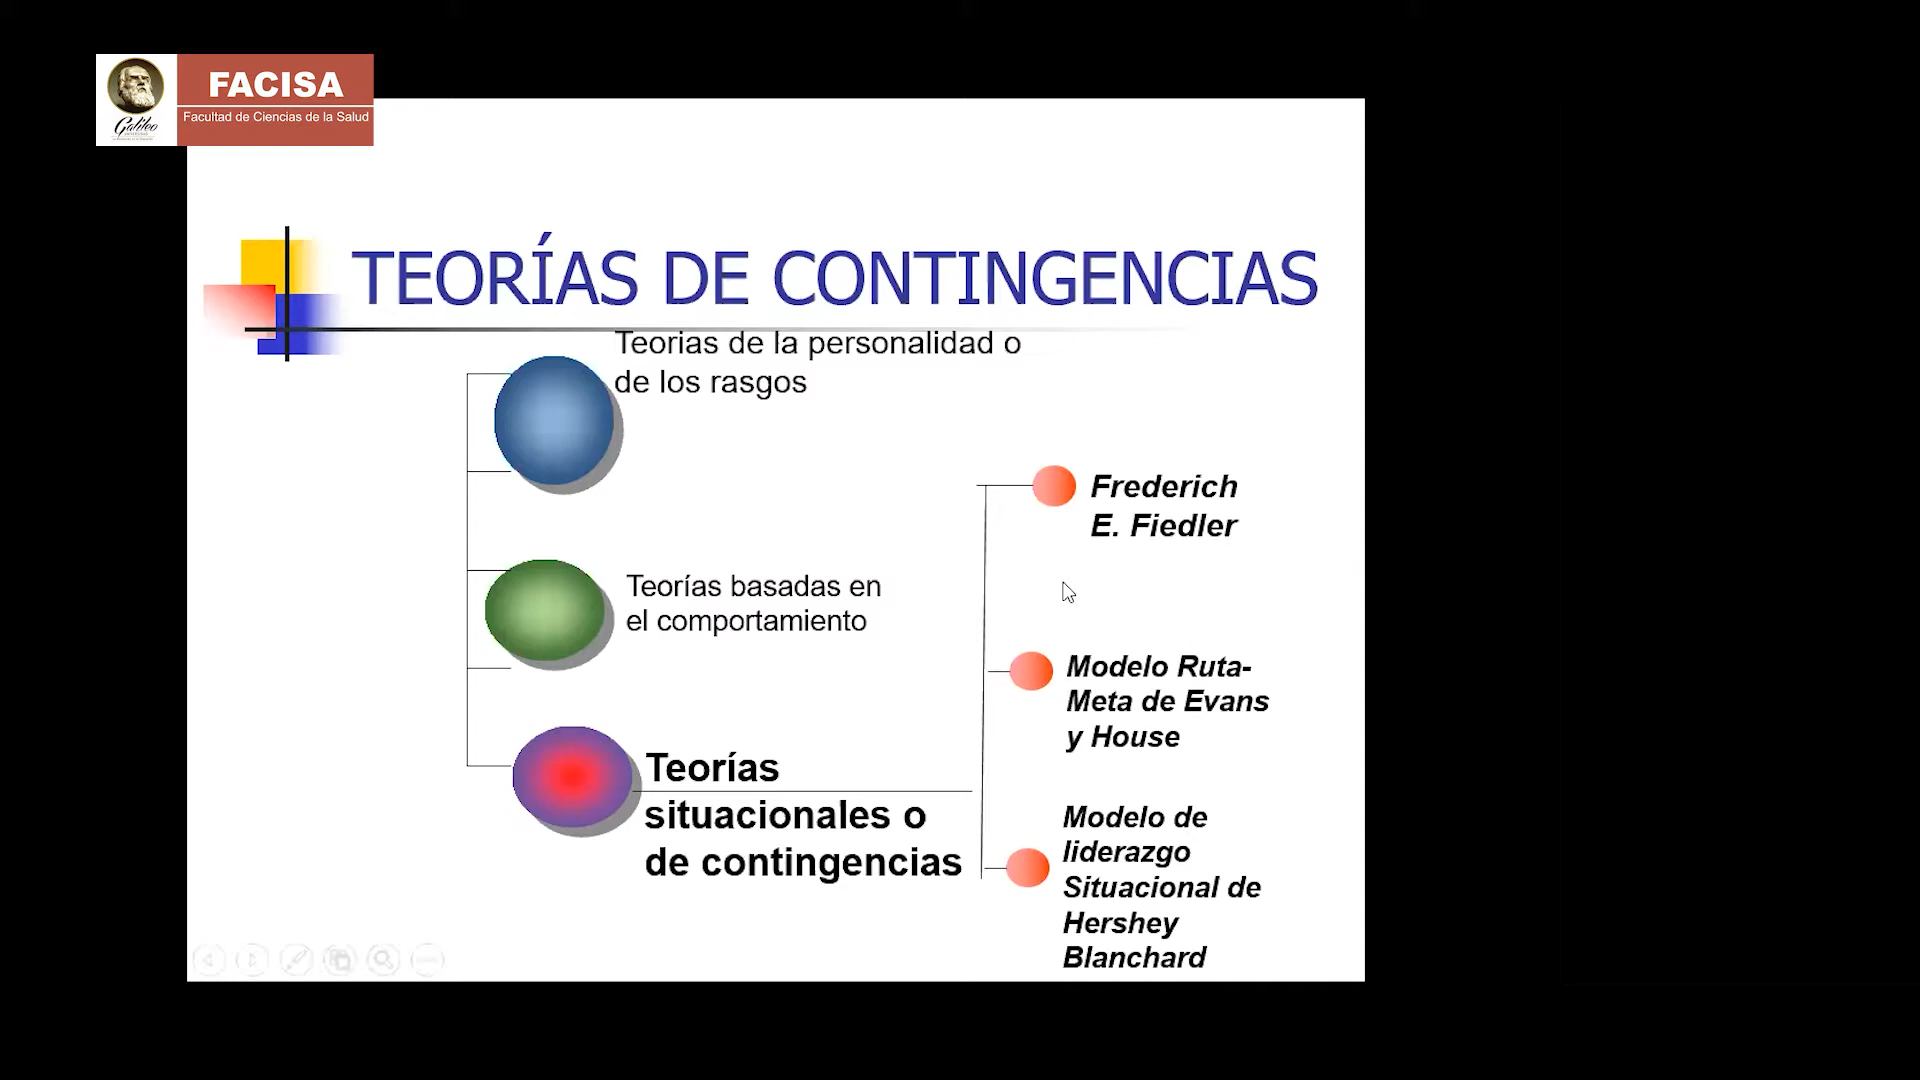 FACISA
Facultad de Ciencias de la Salud
Galileo
TEORÍAS DE CONTINGENCIAS
Teorias de la personalidad o
de los rasgos
Teorías basadas en
el comportamiento
Teorías
situacionales o
de contingencias
Frederich
E. Fiedler
Modelo Ruta-
Meta de Evans
y House
Modelo de
liderazgo
Situacional de
Hershey
Blanchard